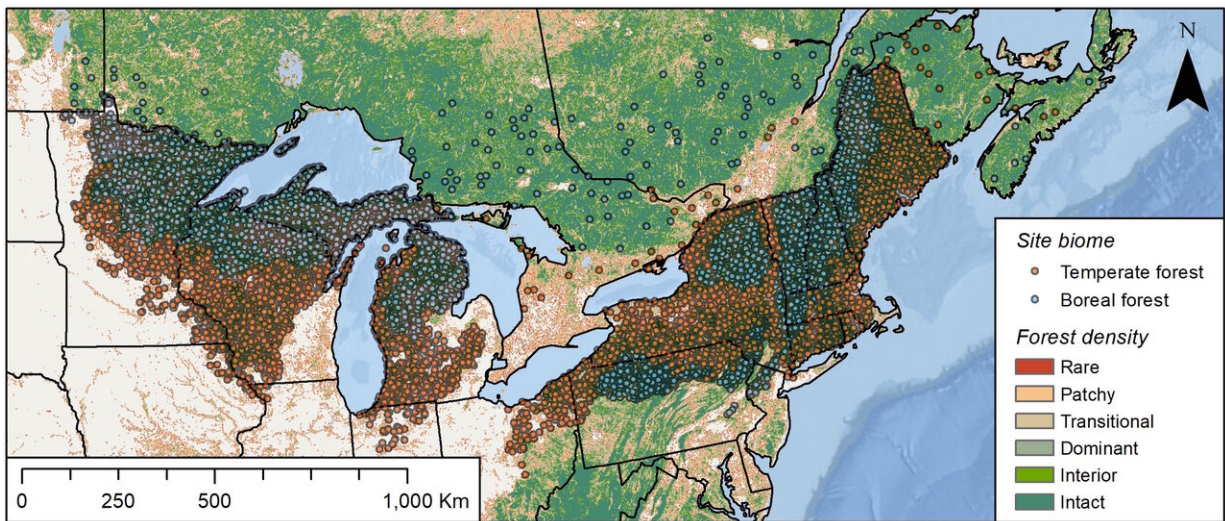 N
Site biome
Temperate forest
Boreal forest
Forest density
Rare
Patchy
Transitional
Dominant
Interior
Intact
0 250 500 1,000 Km